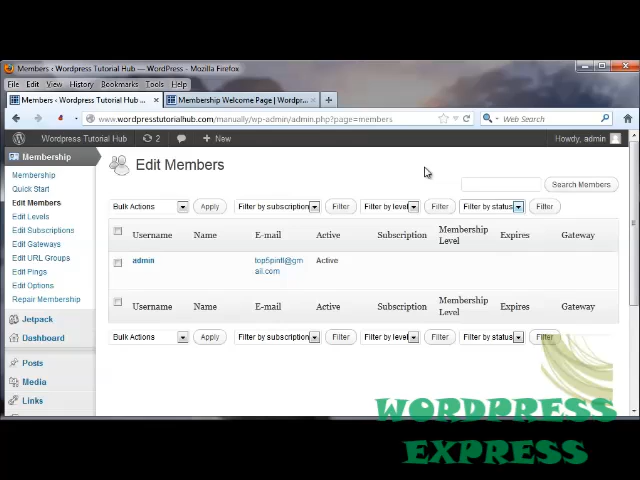 Members ‹ Wordpress Tutorial Hub — WordPress - Mozilla Firefox
File Edit View History Bookmarks Tools Help
Members ‹ Wordpress Tutorial Hub ... × Membership Welcome Page | Wordpr... × +
www.wordpresstutorialhub.com/manually/wp-admin/admin.php?page=members Web Search
Wordpress Tutorial Hub 2 + New Howdy, admin
Membership
Edit Members
Membership
Quick Start
Edit Members
Edit Levels
Edit Subscriptions
Edit Gateways
Edit URL Groups
Edit Pings
Edit Options
Repair Membership
Jetpack
Dashboard
Posts
Media
Links
Search Members
Bulk Actions Apply Filter by subscription Filter Filter by level Filter Filter by status Filter
Username Name E-mail Active Subscription Membership Level Expires Gateway
admin top5pintl@gm Active
ail.com
Username Name E-mail Active Subscription Membership Level Expires Gateway
Bulk Actions Apply Filter by subscription Filter Filter by level Filter Filter by status Filter
WORDPRESS
EXPRESS